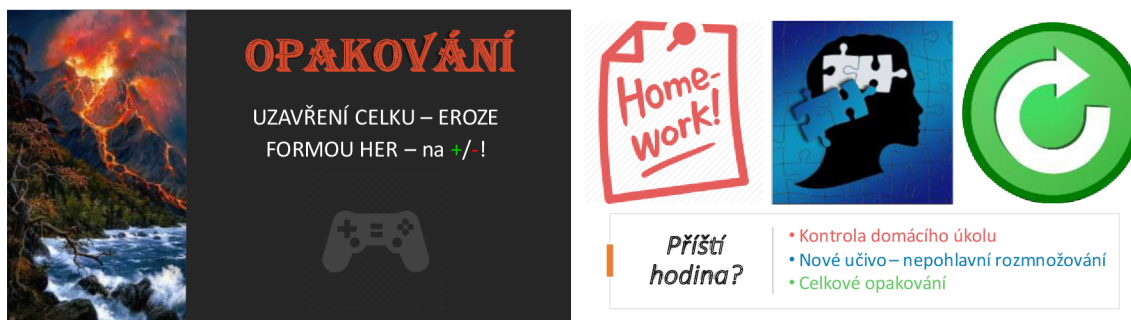 OPAKOVÁNÍ
UZAVŘENÍ CELKU – EROZE
FORMOU HER – na +/-!
Home-
work!
Příští
hodina?
• Kontrola domácího úkolu
• Nové učivo – nepohlavní rozmnožování
• Celkové opakování